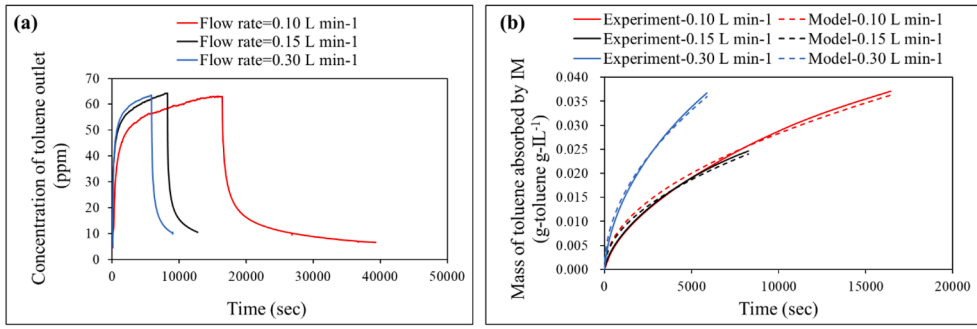 (a)
Flow rate=0.10 L min-1
Flow rate=0.15 L min-1
Flow rate=0.30 L min-1
Concentration of toluene outlet
(ppm)
70
60
50
40
30
20
10
0
0 10000 20000 30000 40000 50000
Time (sec)
(b)
Experiment-0.10 L min-1 Model-0.10 L min-1
Experiment-0.15 L min-1 Model-0.15 L min-1
Experiment-0.30 L min-1 Model-0.30 L min-1
Mass of toluene absorbed by IM
(g-toluene g-IL⁻¹)
0.040
0.035
0.030
0.025
0.020
0.015
0.010
0.005
0.000
0 5000 10000 15000 20000
Time (sec)